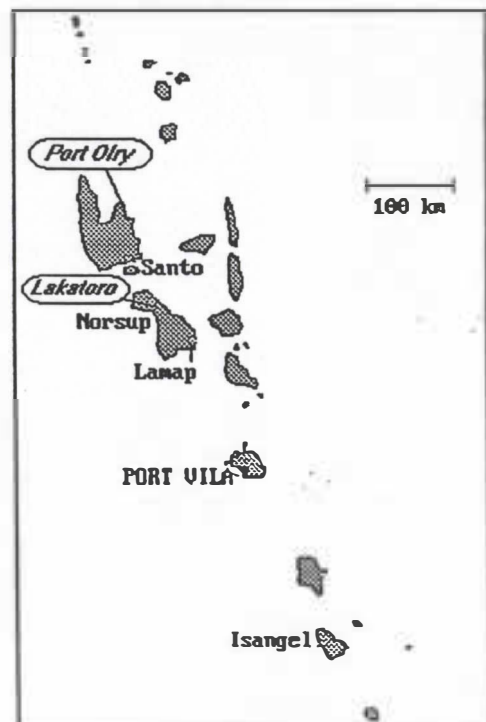 Port Olry
100 km
Santo
Lakatoro
Norsup
Lamap
PORT VILA
Isangel